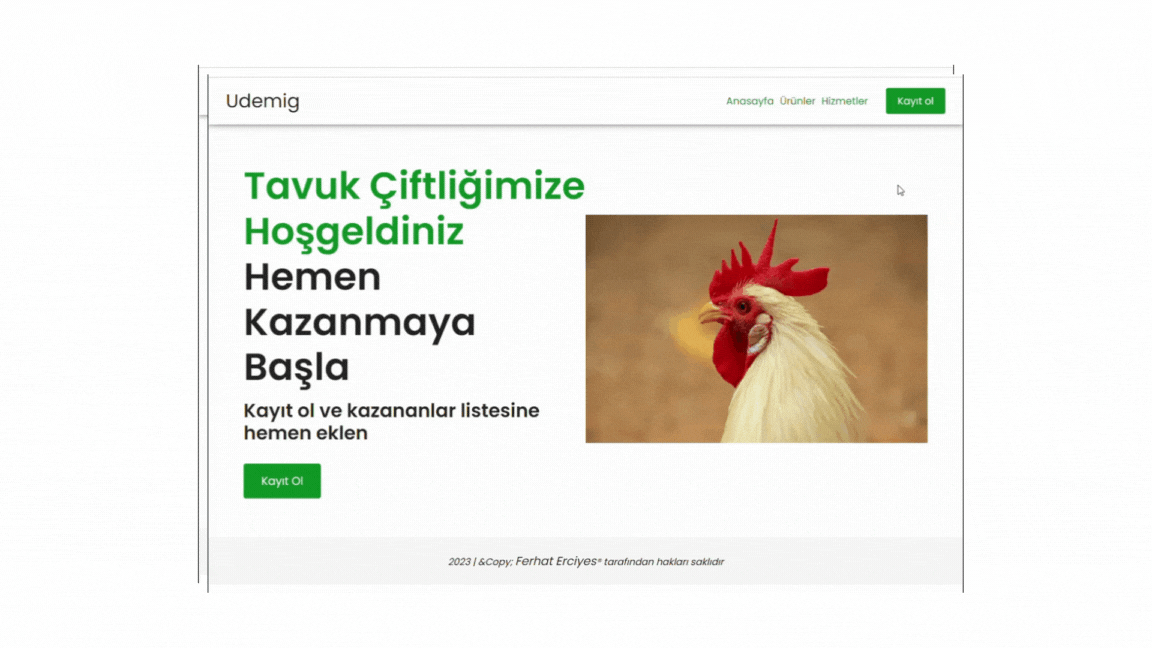 Udemig
Anasayfa Ürünler Hizmetler Kayıt ol
Tavuk Çiftliğimize
Hoşgeldiniz
Hemen
Kazanmaya
Başla
Kayıt ol ve kazananlar listesine
hemen eklen
Kayıt Ol
2023 | &Copy; Ferhat Erciyes® tarafından hakları saklıdır